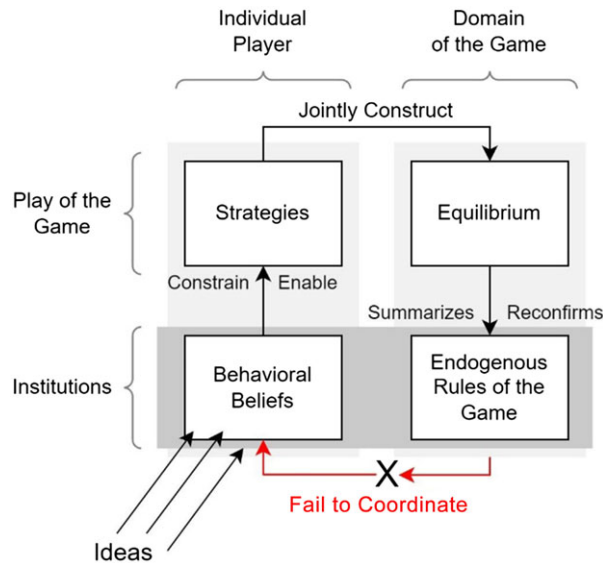 Individual
Player
Domain
of the Game
Jointly Construct
Play of the
Game
Strategies
Equilibrium
Constrain
Enable
Summarizes
Reconfirms
Institutions
Behavioral
Beliefs
Endogenous
Rules of the
Game
X
Fail to Coordinate
Ideas